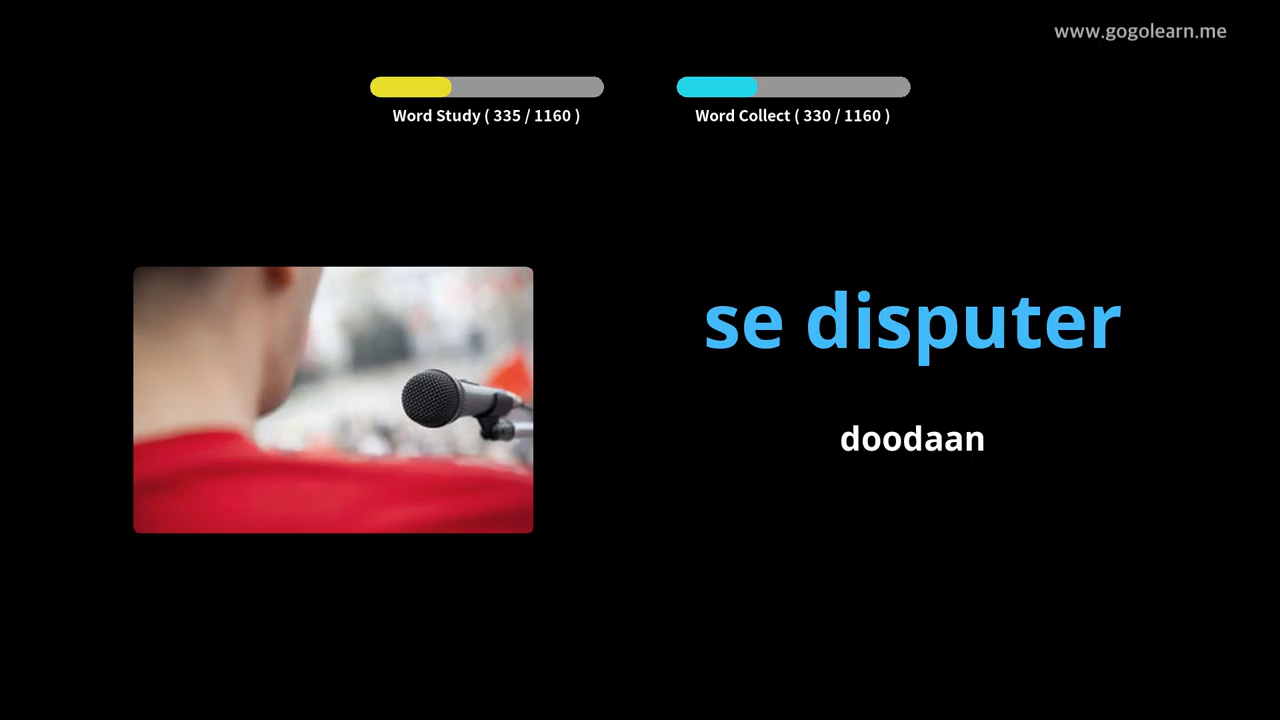 www.gogolearn.me
Word Study ( 335 / 1160 )
Word Collect ( 330 / 1160 )
se disputer
doodaan